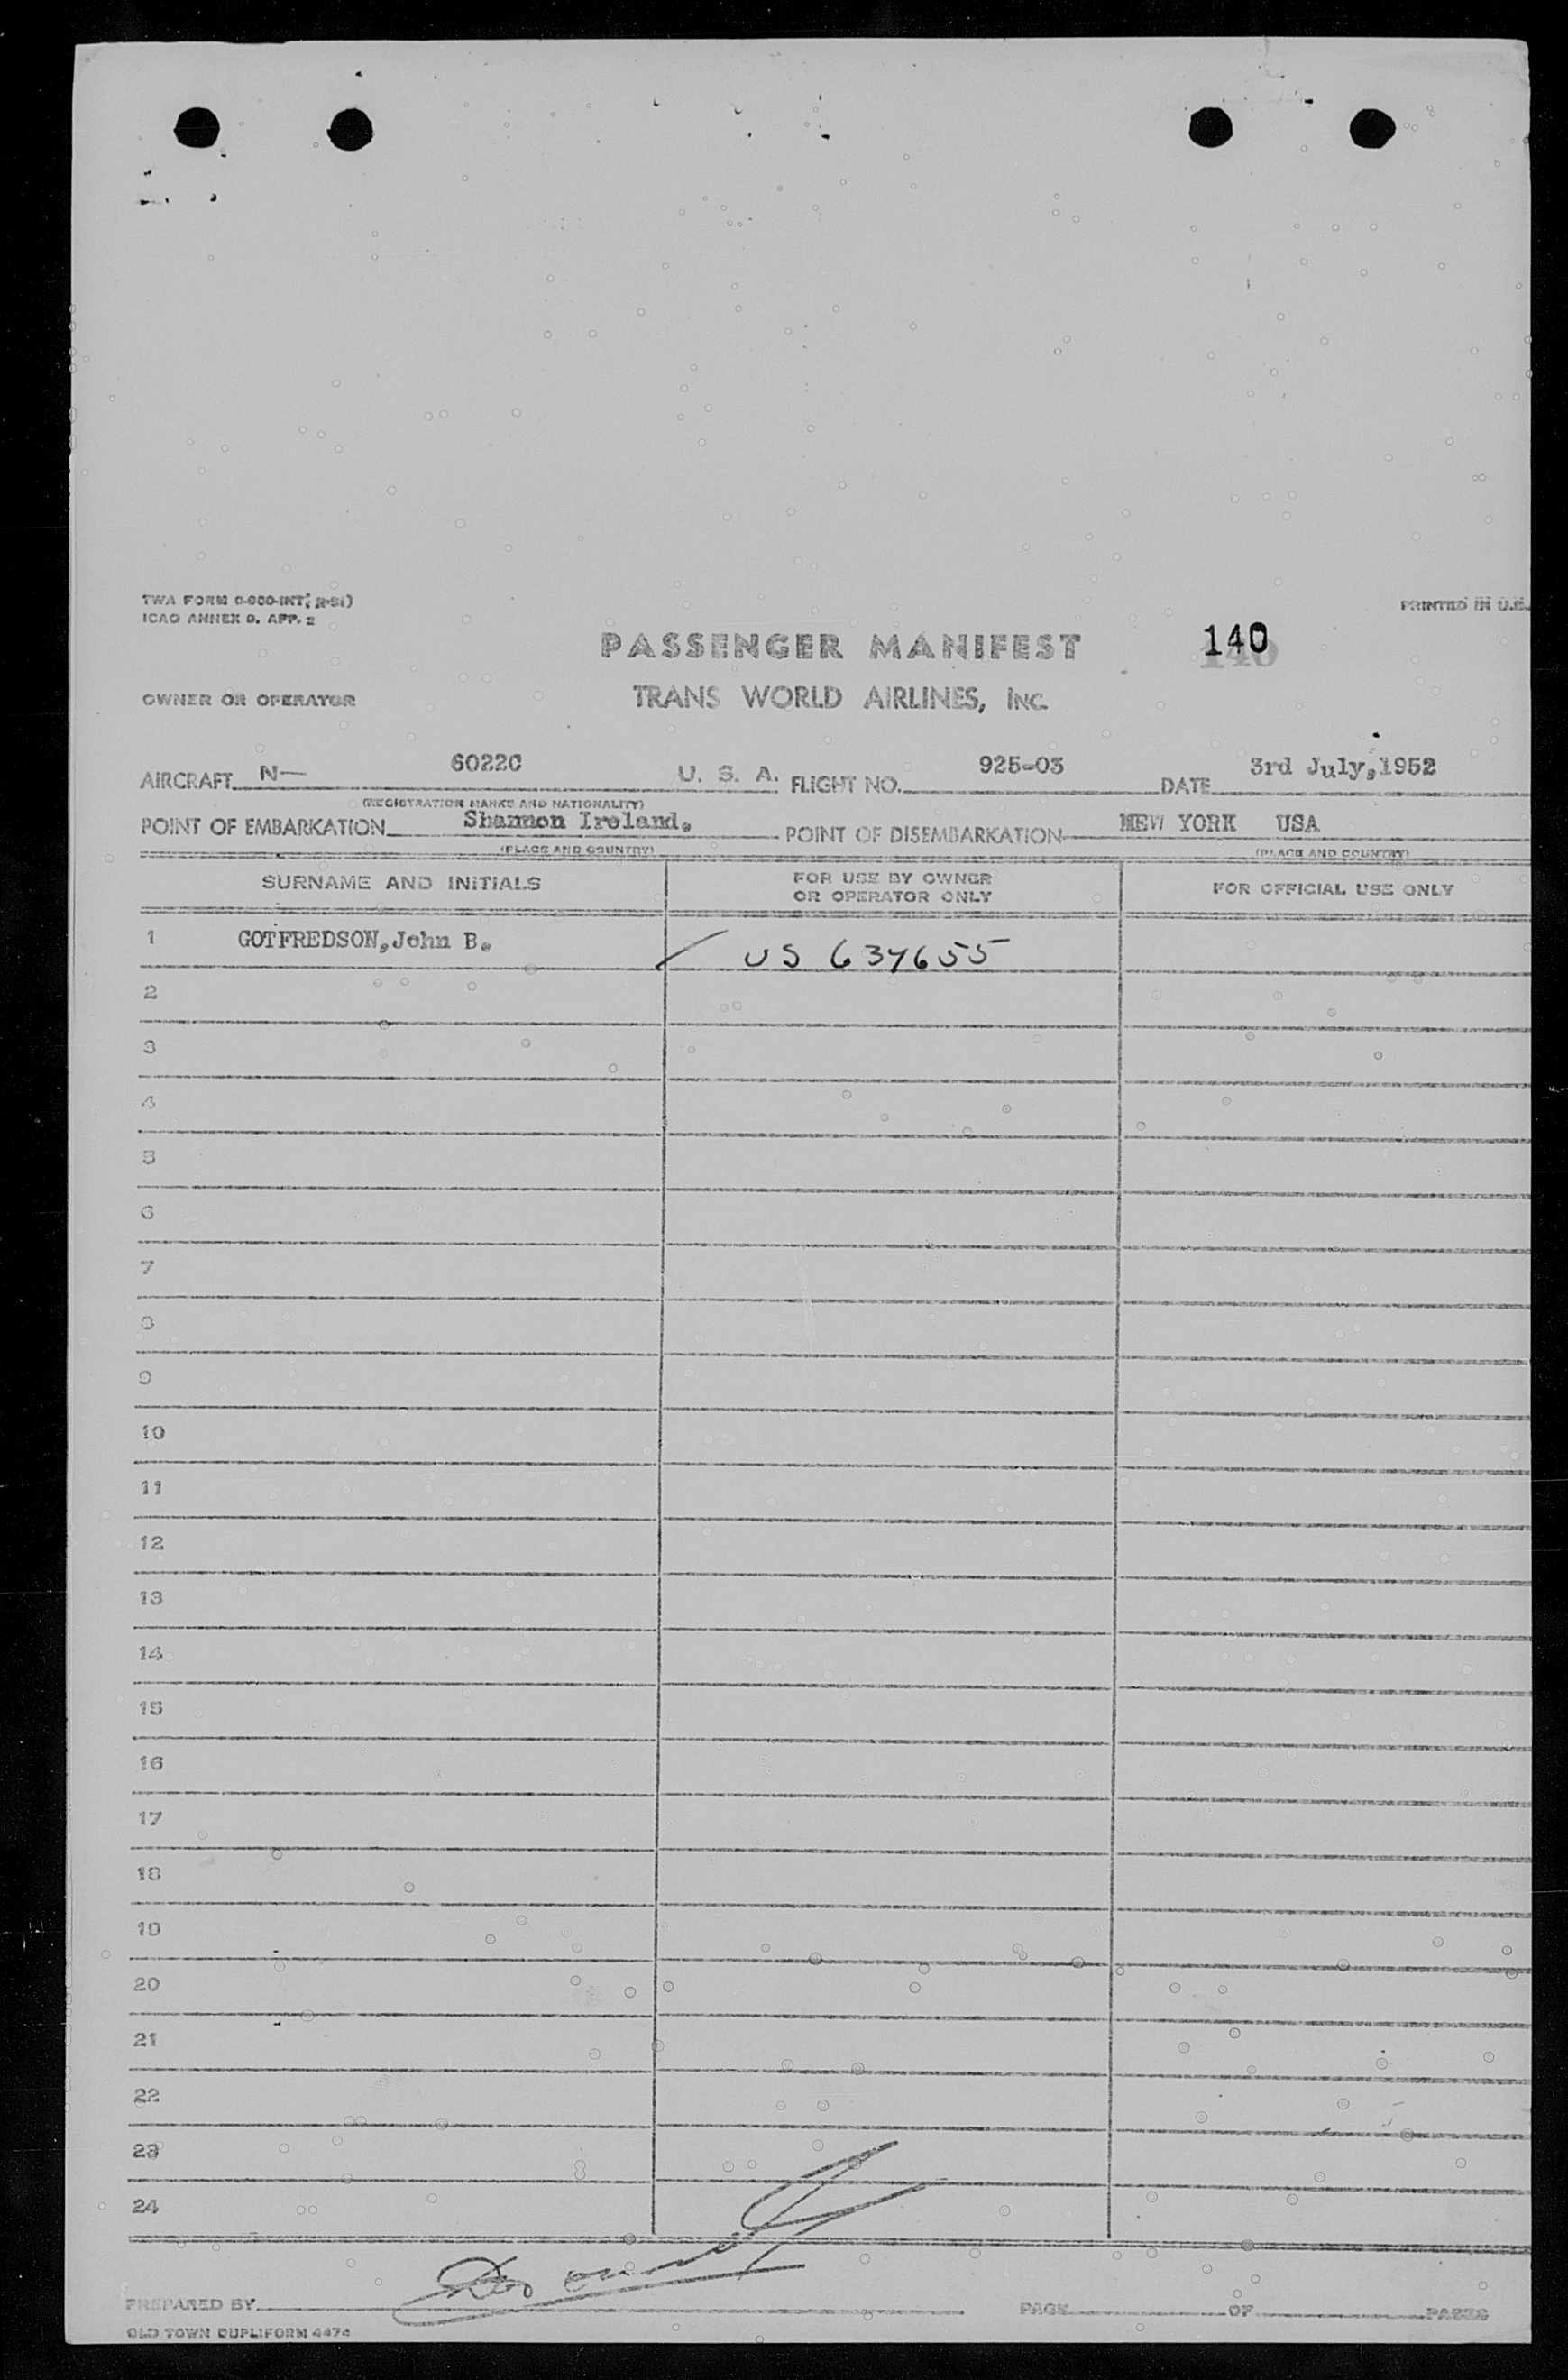 TWA FORM 0-900-INT; R-51)
ICAO ANNEX 9. APP. 2
PRINTED IN U.S.
PASSENGER MANIFEST 140
OWNER OR OPERATOR TRANS WORLD AIRLINES, INC.
AIRCRAFT N— 6022C U. S. A. FLIGHT NO. 925-03 DATE 3rd July,1952
(REGISTRATION MARKS AND NATIONALITY)
POINT OF EMBARKATION Shannon Ireland. POINT OF DISEMBARKATION NEW YORK USA
(PLACE AND COUNTRY) (PLACE AND COUNTRY)
SURNAME AND INITIALS FOR USE BY OWNER OR OPERATOR ONLY FOR OFFICIAL USE ONLY
1 GOTFREDSON,John B. US 634655
2
3
4
5
6
7
8
9
10
11
12
13
14
15
16
17
18
19
20
21
22
23
24
PREPARED BY PAGE OF PAGES
OLD TOWN DUPLIFORM 4474